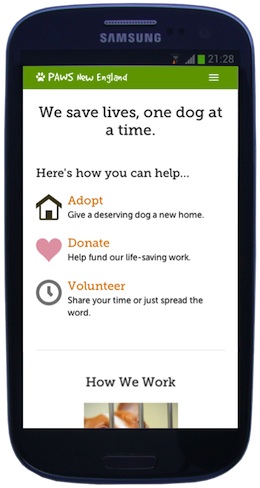 SAMSUNG
21:28
PAWS New England
We save lives, one dog at
a time.
Here's how you can help...
Adopt
Give a deserving dog a new home.
Donate
Help fund our life-saving work.
Volunteer
Share your time or just spread the
word.
How We Work